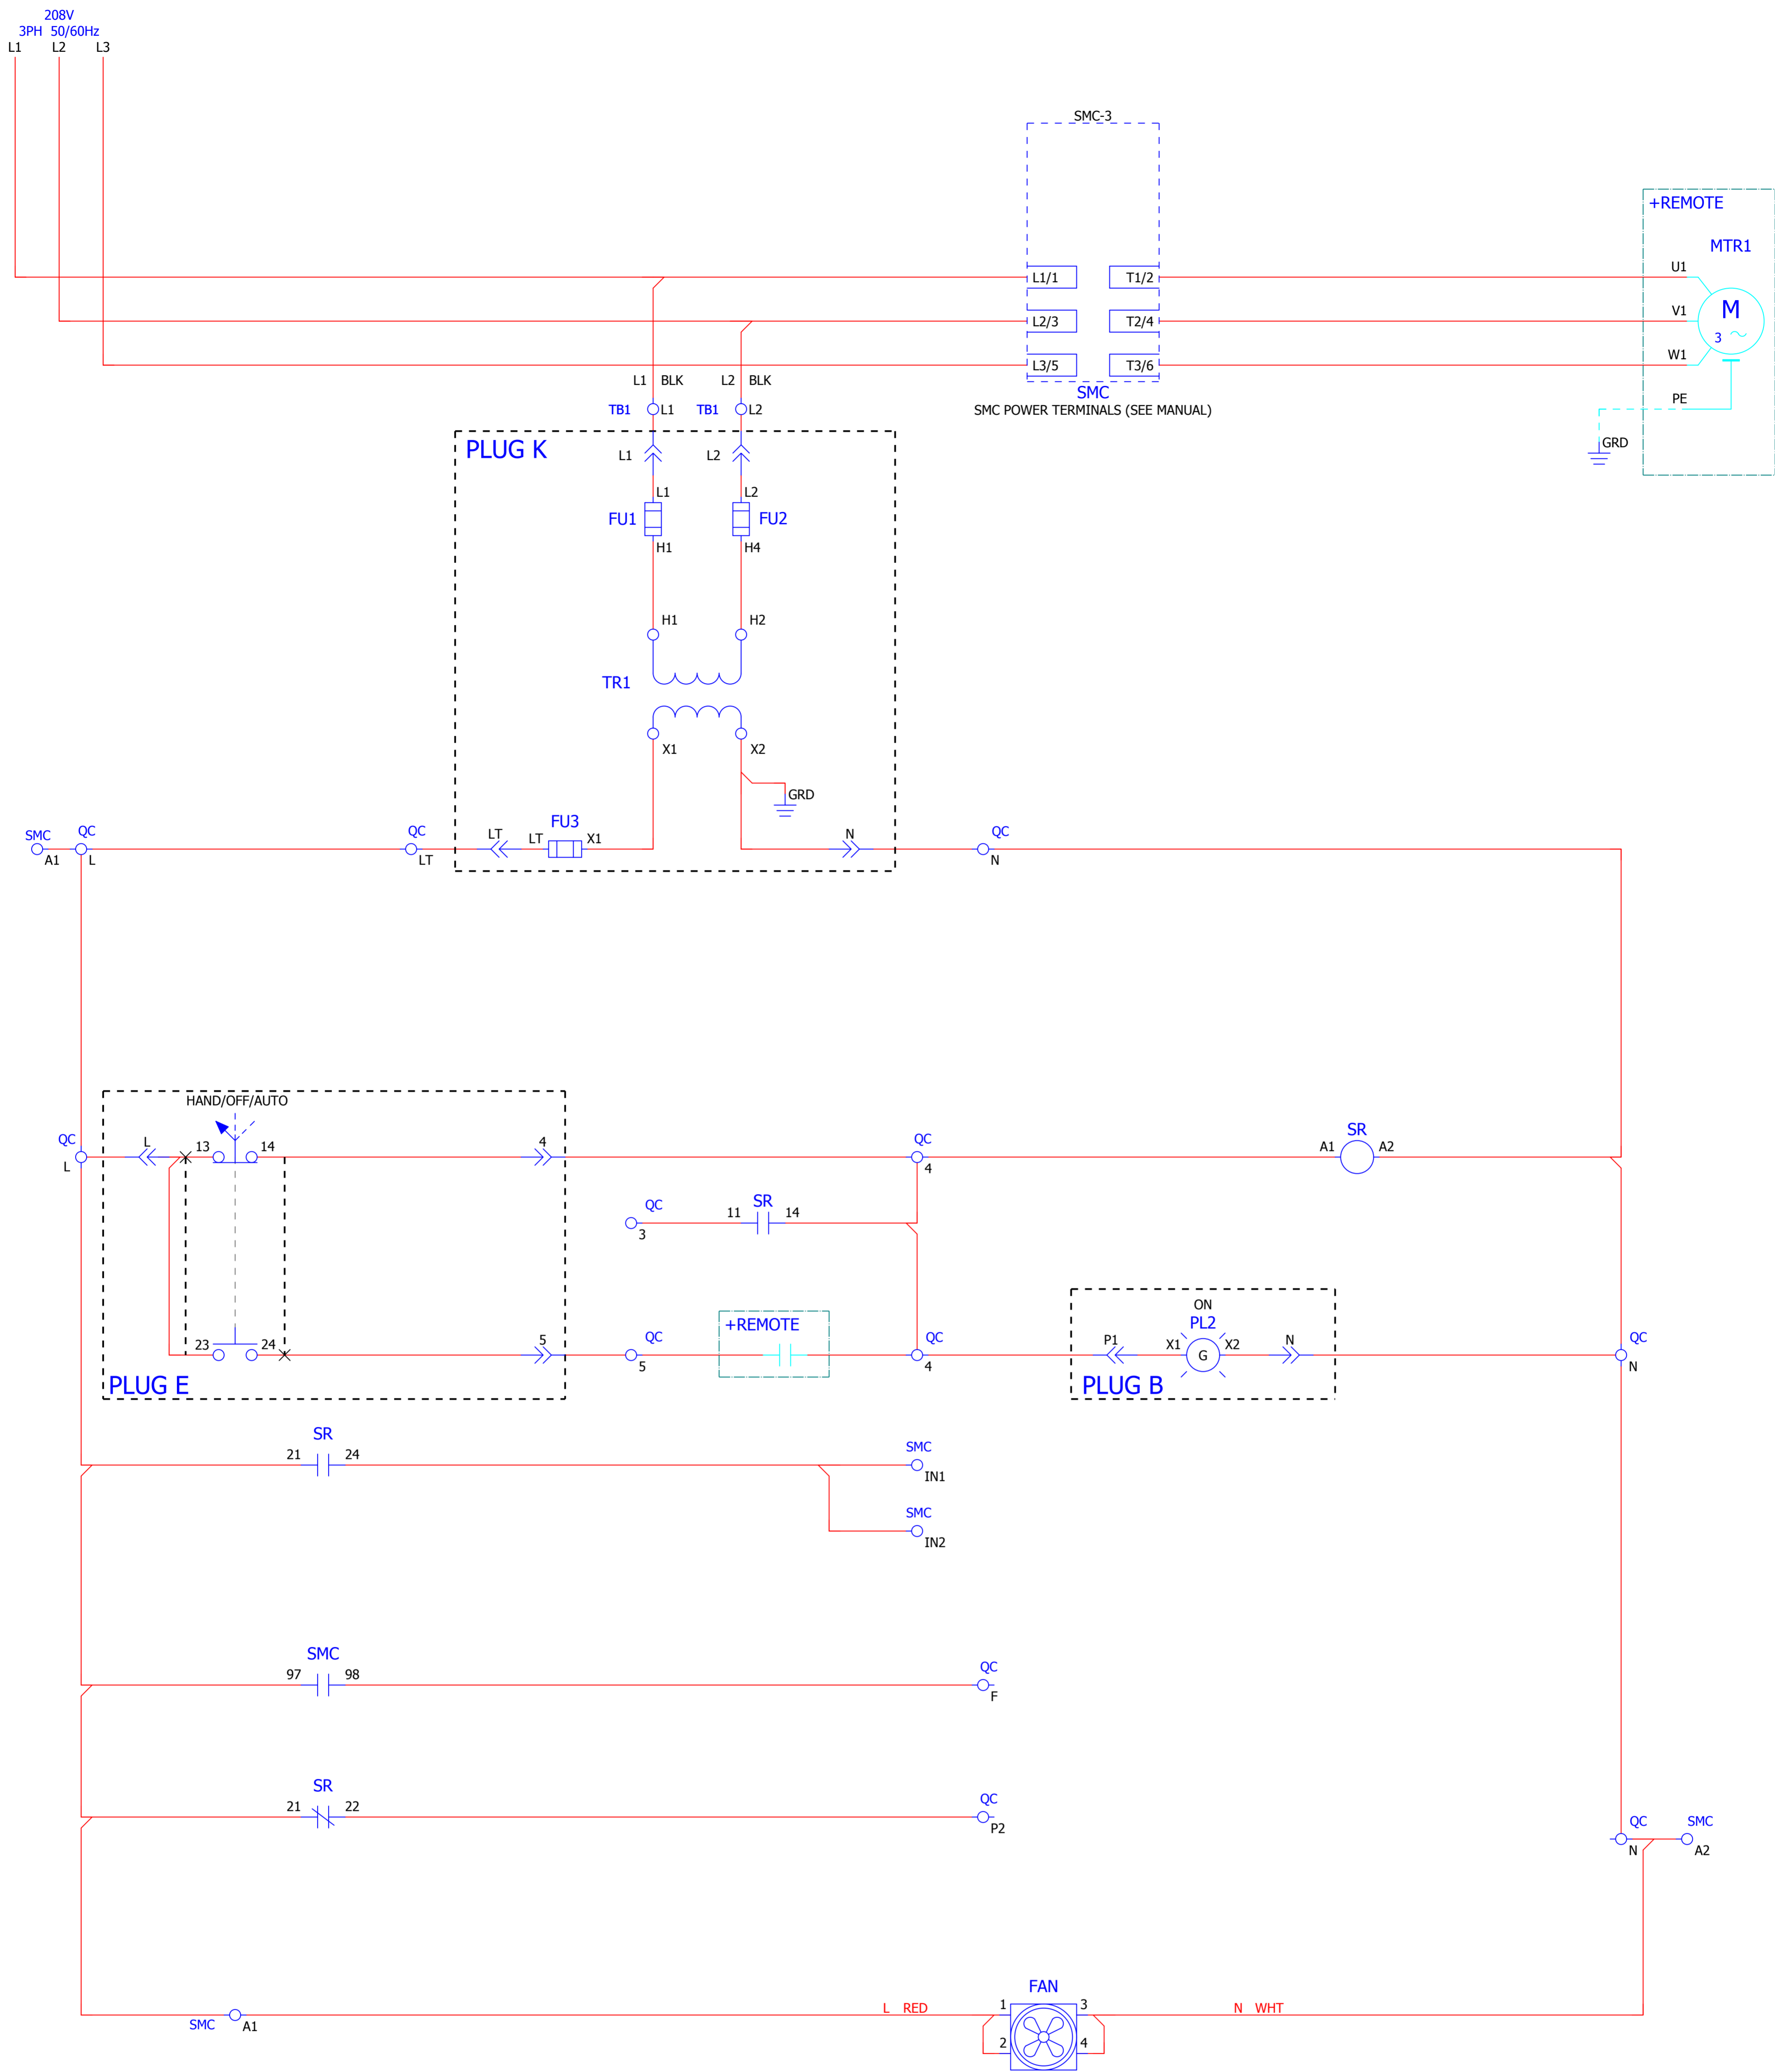 208V
3PH 50/60Hz
L1 L2 L3
SMC-3
+REMOTE
MTR1
L1/1 T1/2 U1
L2/3 T2/4 V1
M
3
L3/5 T3/6 W1
L1 BLK L2 BLK
SMC
PE
TB1 L1 TB1 L2
SMC POWER TERMINALS (SEE MANUAL)
GRD
PLUG K
L1 L2
L1 L2
FU1 FU2
H1 H4
H1 H2
TR1
X1 X2
GRD
FU3
SMC QC QC LT LT X1 N QC
A1 L LT N
HAND/OFF/AUTO
QC L 13 14 4 QC SR
A1 A2
L 4
QC 11 SR 14
3
ON
+REMOTE
PL2
23 24 5 QC QC P1 X1 X2 N QC
G
5 4 N
PLUG E PLUG B
SR
21 24 SMC
IN1
SMC
IN2
SMC
97 98 QC
F
SR
21 22 QC
P2
QC SMC
N A2
FAN
L RED 1 3 N WHT
SMC A1
2 4